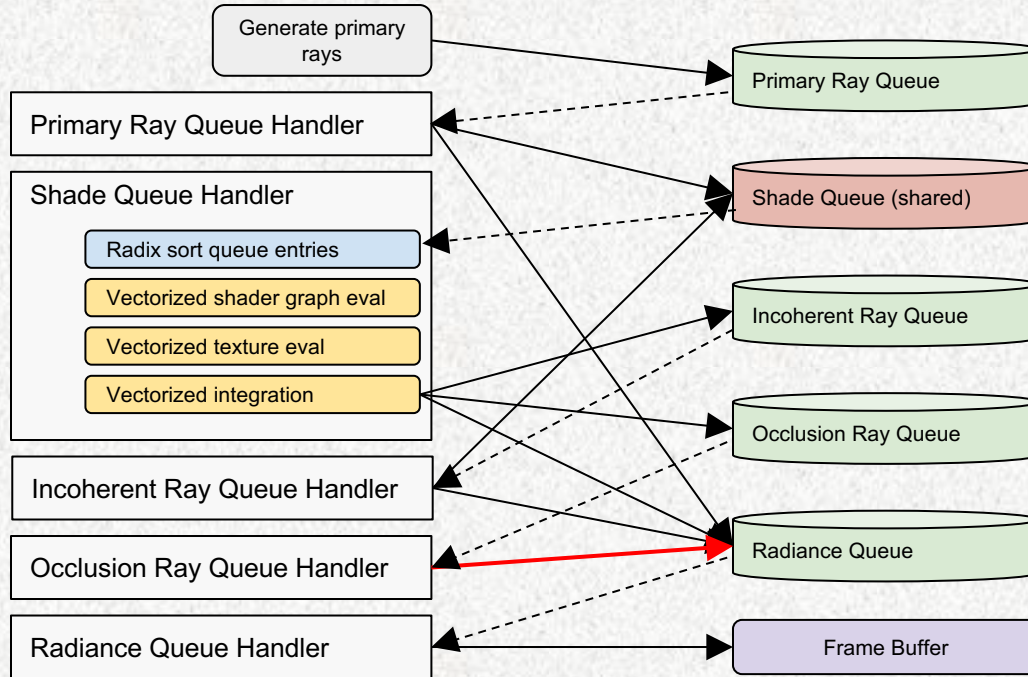 Generate primary
rays
Primary Ray Queue
Primary Ray Queue Handler
Shade Queue Handler
Shade Queue (shared)
Radix sort queue entries
Vectorized shader graph eval
Incoherent Ray Queue
Vectorized texture eval
Vectorized integration
Occlusion Ray Queue
Incoherent Ray Queue Handler
Occlusion Ray Queue Handler
Radiance Queue
Radiance Queue Handler
Frame Buffer